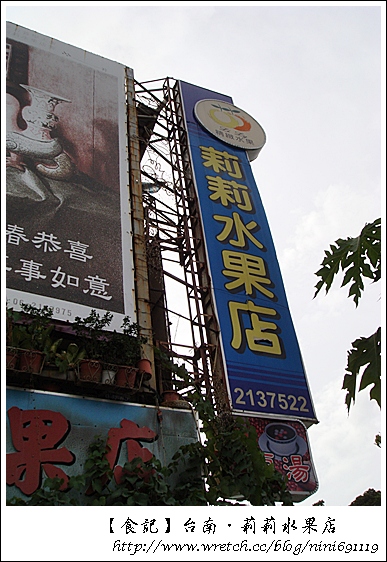 春恭喜
事如意
莉莉水果店
2137522
果店
湯
【食記】台南‧莉莉水果店
http://www.wretch.cc/blog/nini691119